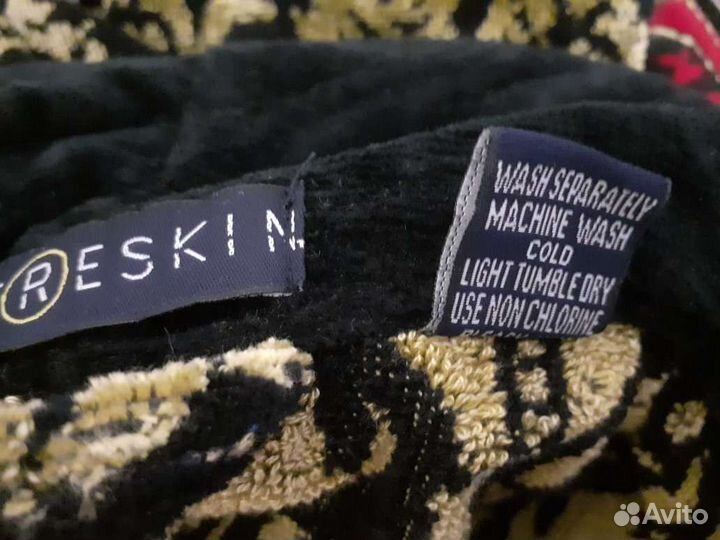 RESKIN
WASH SEPARATELY
MACHINE WASH
COLD
LIGHT TUMBLE DRY
USE NON CHLORINE
Avito